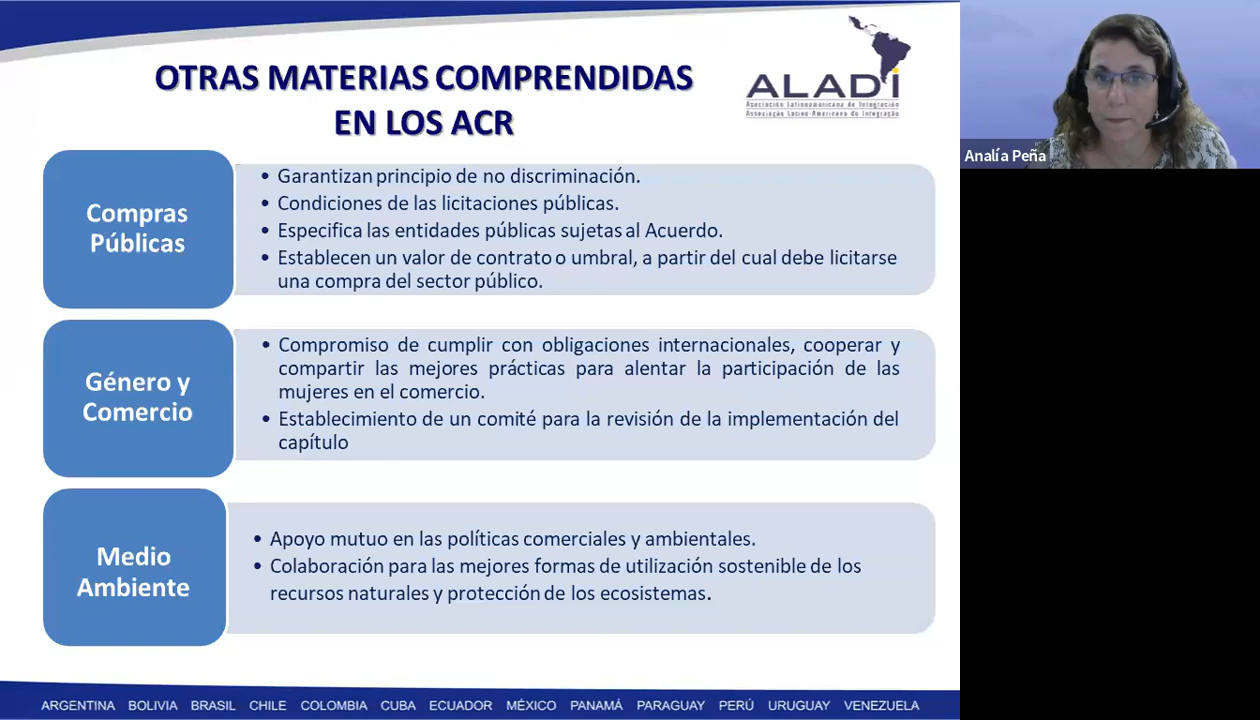 OTRAS MATERIAS COMPRENDIDAS
EN LOS ACR
ALADI
Asociación Latinoamericana de Integración
Associação Latino-Americana de Integração
Analía Peña
Compras
Públicas
• Garantizan principio de no discriminación.
• Condiciones de las licitaciones públicas.
• Especifica las entidades públicas sujetas al Acuerdo.
• Establecen un valor de contrato o umbral, a partir del cual debe licitarse
una compra del sector público.
Género y
Comercio
• Compromiso de cumplir con obligaciones internacionales, cooperar y
compartir las mejores prácticas para alentar la participación de las
mujeres en el comercio.
• Establecimiento de un comité para la revisión de la implementación del
capítulo
Medio
Ambiente
• Apoyo mutuo en las políticas comerciales y ambientales.
• Colaboración para las mejores formas de utilización sostenible de los
recursos naturales y protección de los ecosistemas.
ARGENTINA BOLIVIA BRASIL CHILE COLOMBIA CUBA ECUADOR MÉXICO PANAMÁ PARAGUAY PERÚ URUGUAY VENEZUELA